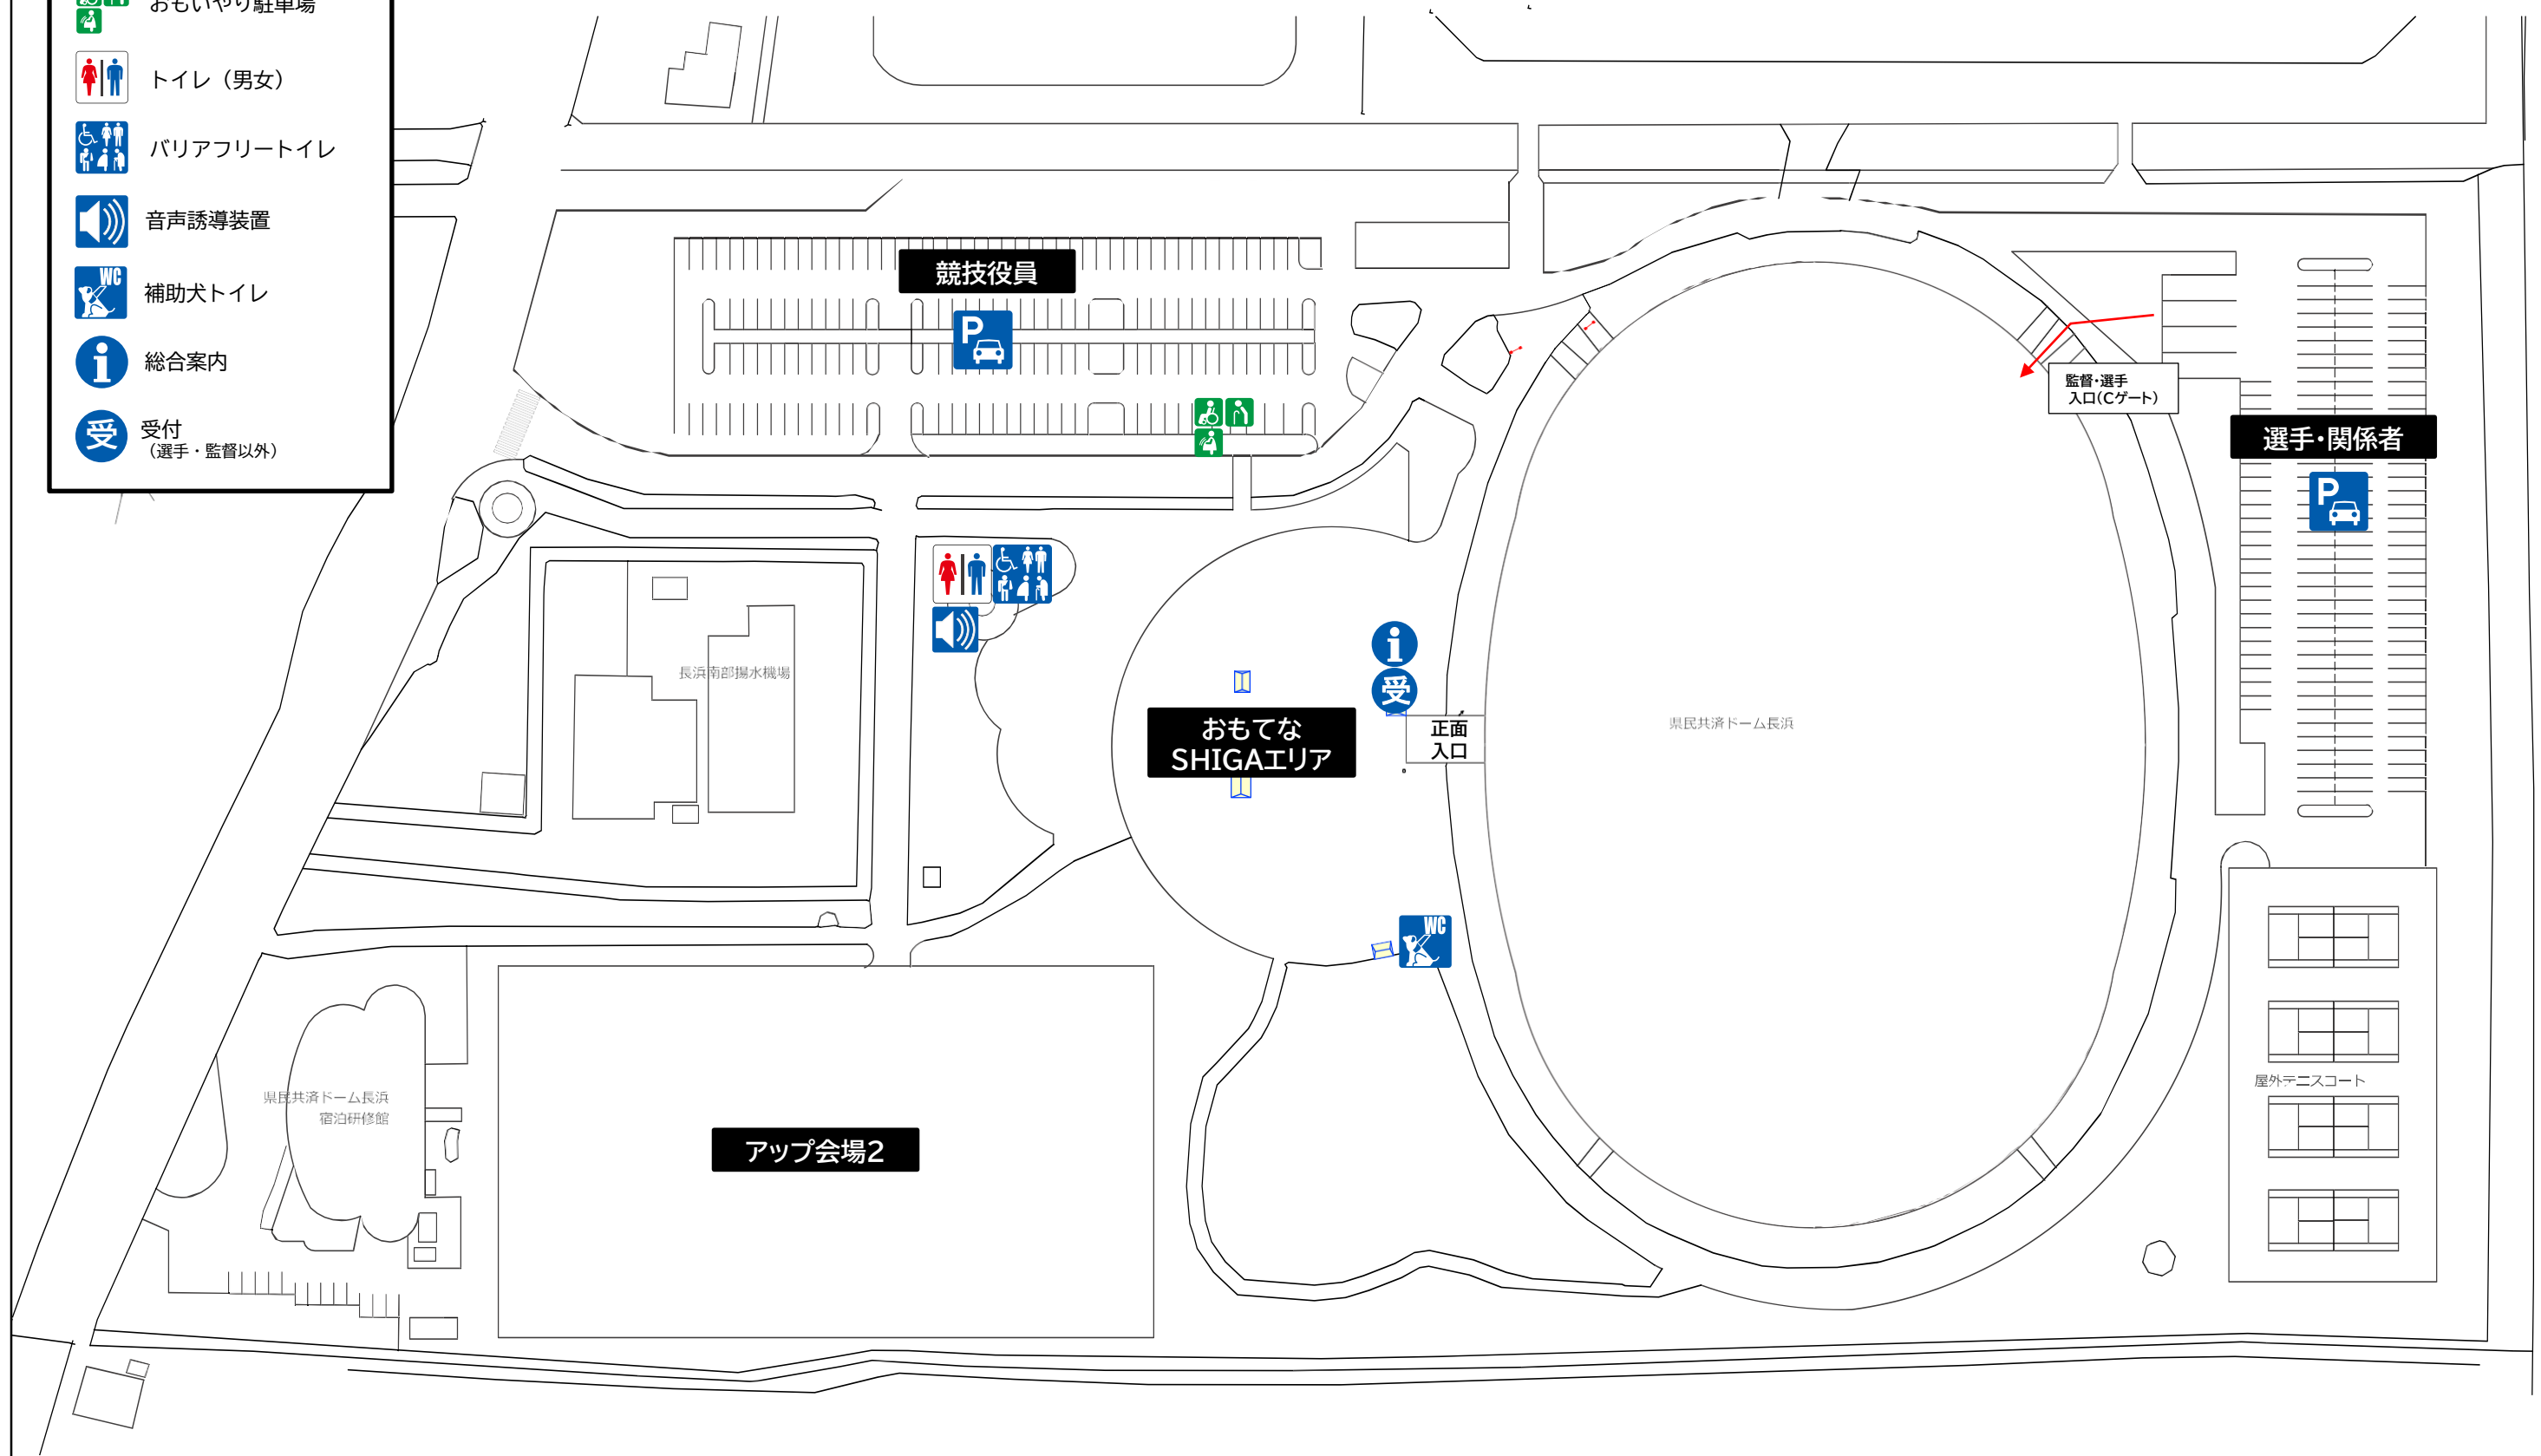 おもいやり駐車場
トイレ（男女）
バリアフリートイレ
音声誘導装置
WC
補助犬トイレ
i
総合案内
受
受付
（選手・監督以外）
競技役員
P
監督・選手
入口（Cゲート）
選手・関係者
P
長浜南部揚水機場
i
受
おもてな
SHIGAエリア
正面
入口
県民共済ドーム長浜
WC
県民共済ドーム長浜
宿泊研修館
アップ会場2
屋外テニスコート